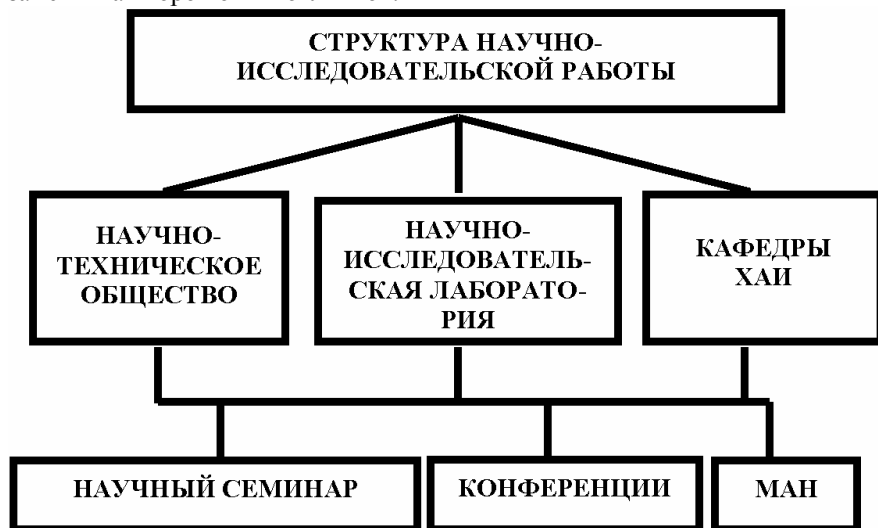 СТРУКТУРА НАУЧНО-
ИССЛЕДОВАТЕЛЬСКОЙ РАБОТЫ
НАУЧНО-
ТЕХНИЧЕСКОЕ
ОБЩЕСТВО
НАУЧНО-
ИССЛЕДОВАТЕЛЬ-
СКАЯ ЛАБОРАТО-
РИЯ
КАФЕДРЫ
ХАИ
НАУЧНЫЙ СЕМИНАР
КОНФЕРЕНЦИИ
МАН